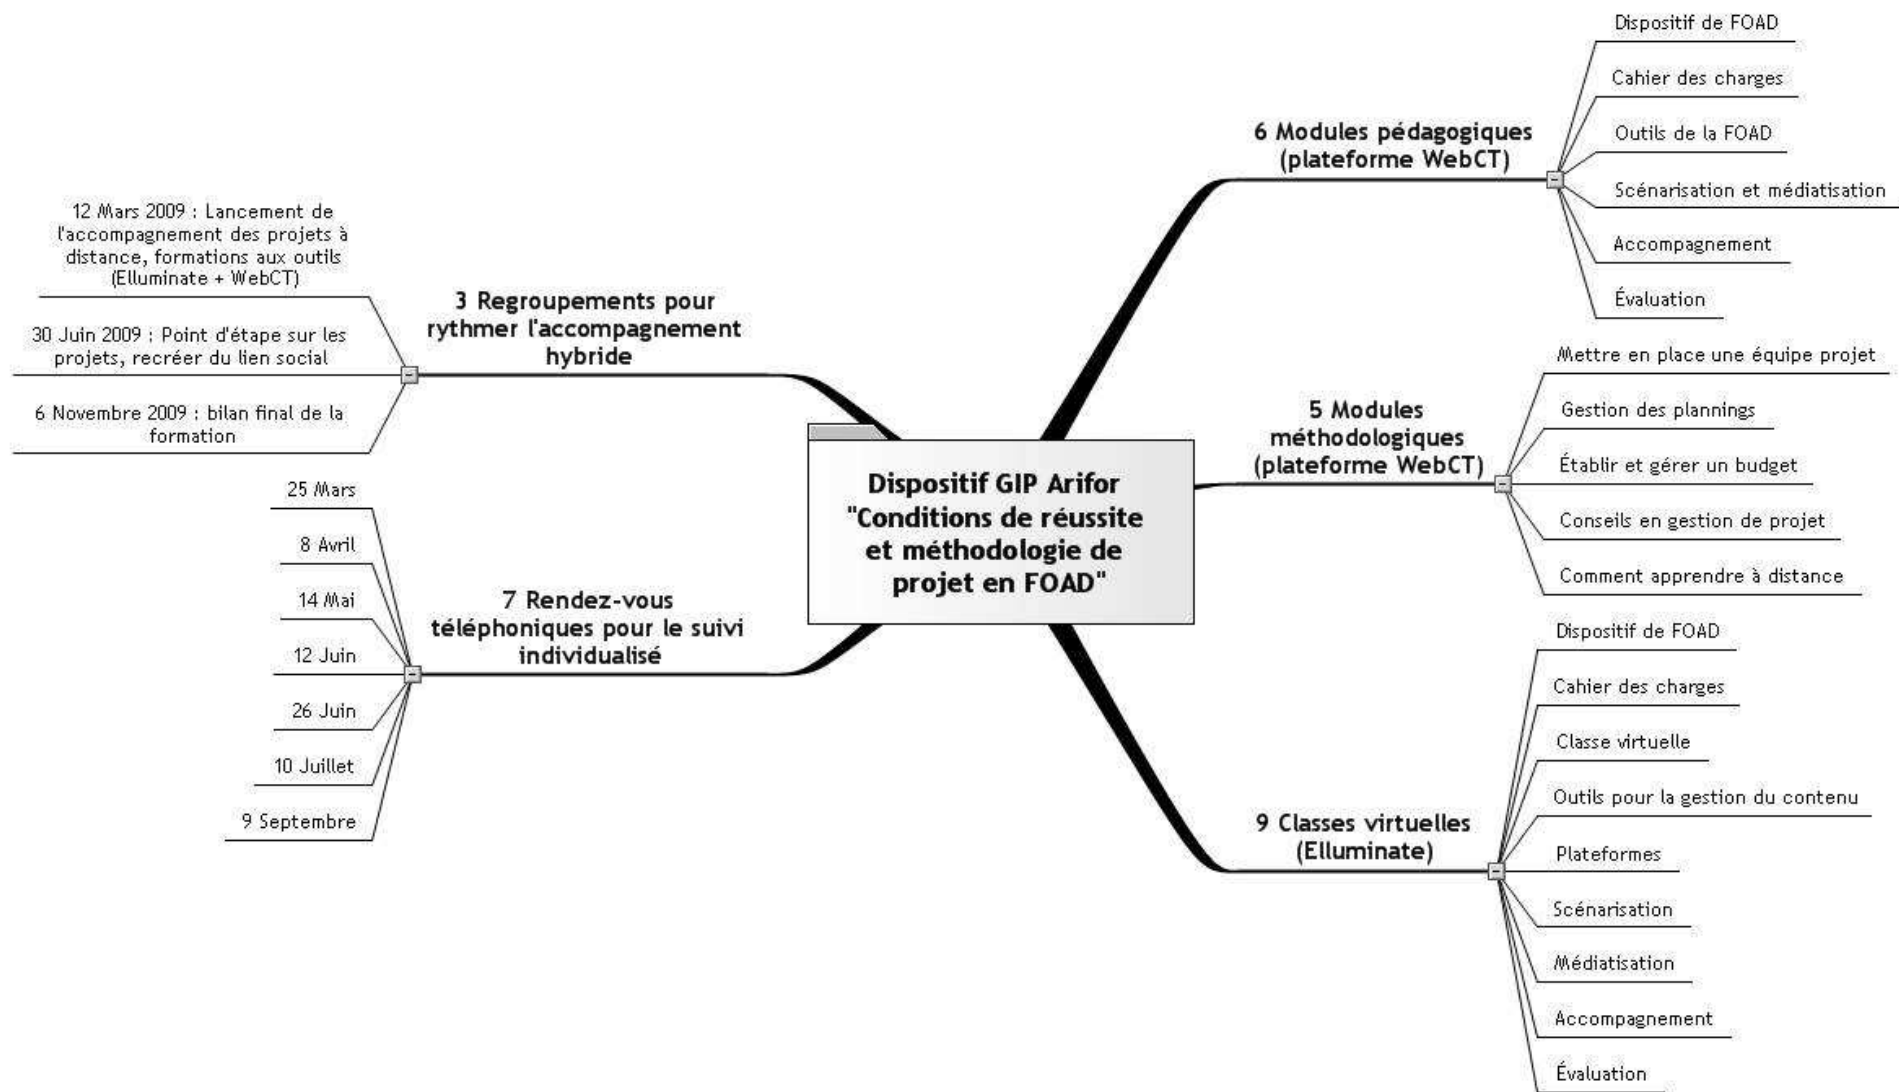 Dispositif GIP Arifor
"Conditions de réussite
et méthodologie de
projet en FOAD"
6 Modules pédagogiques
(plateforme WebCT)
Dispositif de FOAD
Cahier des charges
Outils de la FOAD
Scénarisation et médiatisation
Accompagnement
Évaluation
5 Modules
méthodologiques
(plateforme WebCT)
Mettre en place une équipe projet
Gestion des plannings
Établir et gérer un budget
Conseils en gestion de projet
Comment apprendre à distance
9 Classes virtuelles
(Elluminate)
Dispositif de FOAD
Cahier des charges
Classe virtuelle
Outils pour la gestion du contenu
Plateformes
Scénarisation
Médiatisation
Accompagnement
Évaluation
3 Regroupements pour
rythmer l'accompagnement
hybride
12 Mars 2009 : Lancement de
l'accompagnement des projets à
distance, formations aux outils
(Elluminate + WebCT)
30 Juin 2009 : Point d'étape sur les
projets, recréer du lien social
6 Novembre 2009 : bilan final de la
formation
7 Rendez-vous
téléphoniques pour le suivi
individualisé
25 Mars
8 Avril
14 Mai
12 Juin
26 Juin
10 Juillet
9 Septembre